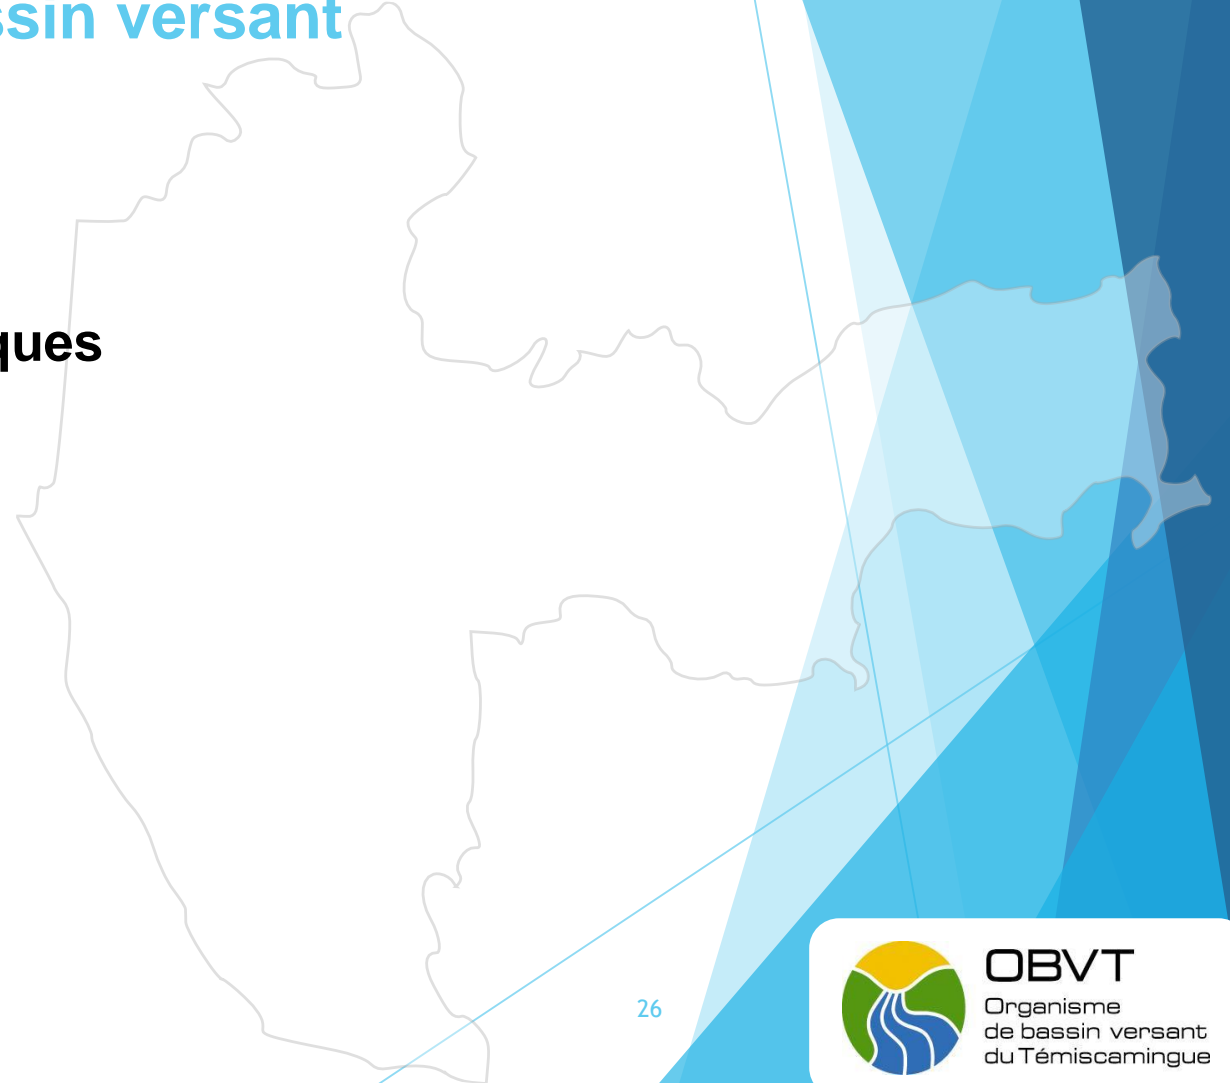 ssin versant
ques
26
OBVT
Organisme
de bassin versant
du Témiscamingue